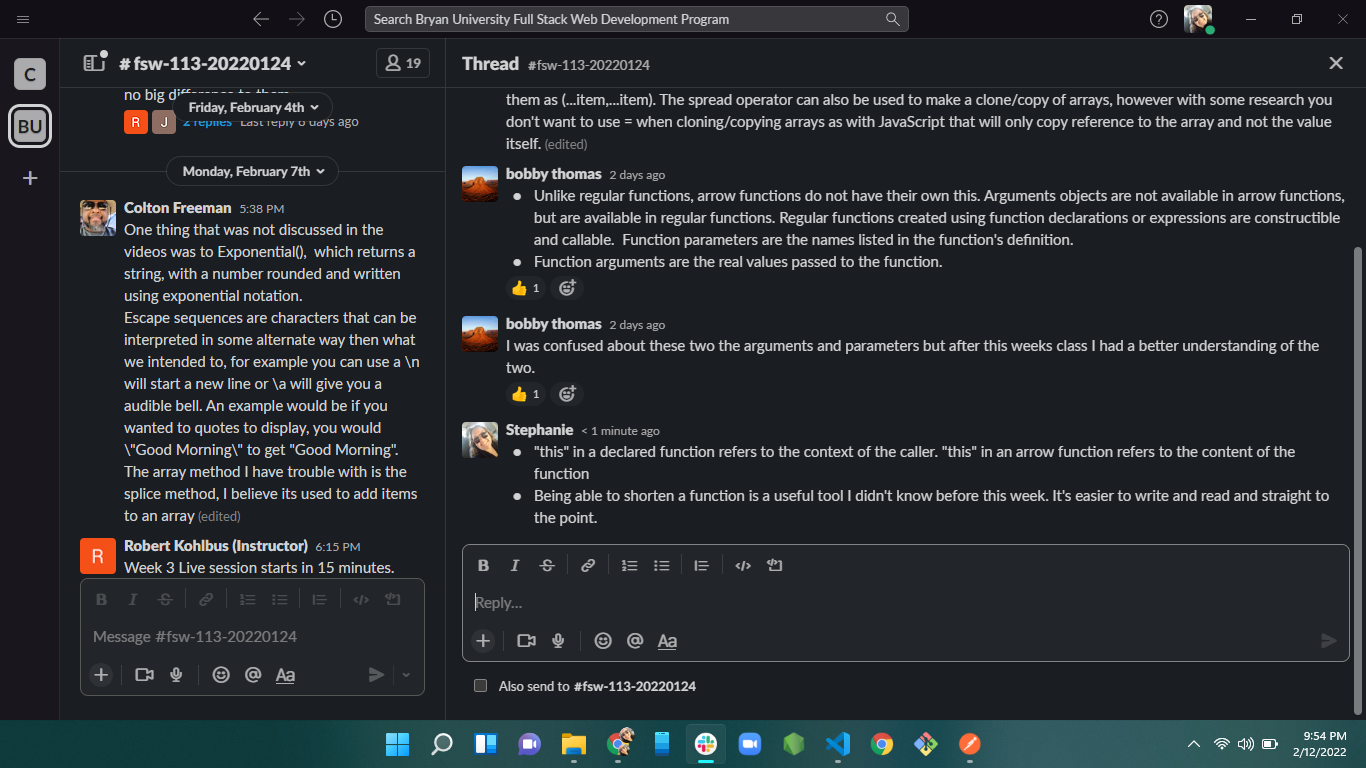 Search Bryan University Full Stack Web Development Program
C
BU
# fsw-113-20220124
19
no big difference to them
Friday, February 4th
R J 2 replies Last reply 6 days ago
Monday, February 7th
Colton Freeman 5:38 PM
One thing that was not discussed in the
videos was to Exponential(), which returns a
string, with a number rounded and written
using exponential notation.
Escape sequences are characters that can be
interpreted in some alternate way then what
we intended to, for example you can use a \n
will start a new line or \a will give you a
audible bell. An example would be if you
wanted to quotes to display, you would
\"Good Morning\" to get "Good Morning".
The array method I have trouble with is the
splice method, I believe its used to add items
to an array (edited)
R
Robert Kohlbus (Instructor) 6:15 PM
Week 3 Live session starts in 15 minutes.
Message #fsw-113-20220124
Thread #fsw-113-20220124
them as (...item,...item). The spread operator can also be used to make a clone/copy of arrays, however with some research you
don't want to use = when cloning/copying arrays as with JavaScript that will only copy reference to the array and not the value
itself. (edited)
bobby thomas 2 days ago
• Unlike regular functions, arrow functions do not have their own this. Arguments objects are not available in arrow functions,
but are available in regular functions. Regular functions created using function declarations or expressions are constructible
and callable. Function parameters are the names listed in the function's definition.
• Function arguments are the real values passed to the function.
👍 1
bobby thomas 2 days ago
I was confused about these two the arguments and parameters but after this weeks class I had a better understanding of the
two.
👍 1
Stephanie < 1 minute ago
• "this" in a declared function refers to the context of the caller. "this" in an arrow function refers to the content of the
function
• Being able to shorten a function is a useful tool I didn't know before this week. It's easier to write and read and straight to
the point.
Reply...
Also send to #fsw-113-20220124
9:54 PM
2/12/2022